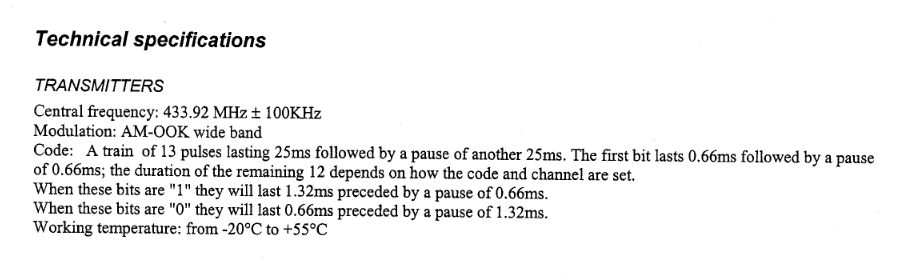 Technical specifications
TRANSMITTERS
Central frequency: 433.92 MHz ± 100KHz
Modulation: AM-OOK wide band
Code: A train of 13 pulses lasting 25ms followed by a pause of another 25ms. The first bit lasts 0.66ms followed by a pause
of 0.66ms; the duration of the remaining 12 depends on how the code and channel are set.
When these bits are "1" they will last 1.32ms preceded by a pause of 0.66ms.
When these bits are "0" they will last 0.66ms preceded by a pause of 1.32ms.
Working temperature: from -20°C to +55°C